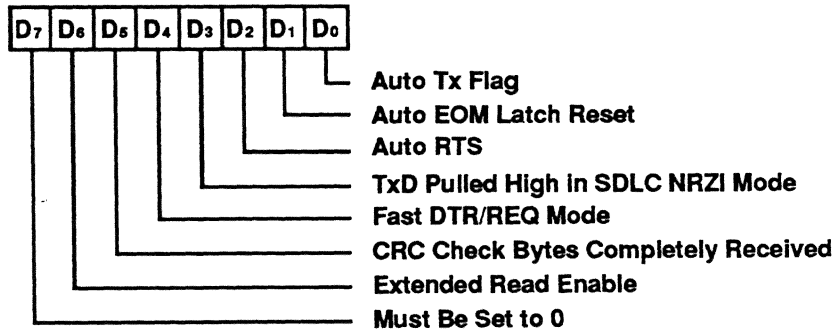 D7 D6 D5 D4 D3 D2 D1 D0
Auto Tx Flag
Auto EOM Latch Reset
Auto RTS
TxD Pulled High in SDLC NRZI Mode
Fast DTR/REQ Mode
CRC Check Bytes Completely Received
Extended Read Enable
Must Be Set to 0